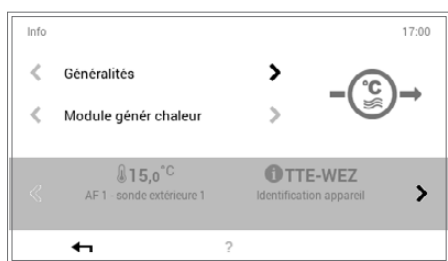 Info 17:00
Généralités
Module génér chaleur
°C
15,0°C TTE-WEZ
AF 1 - sonde extérieure 1 Identification appareil
?